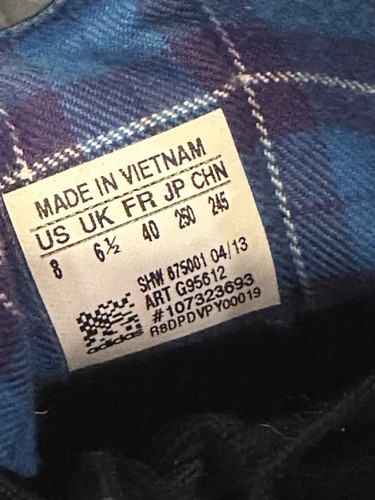 MADE IN VIETNAM
US UK FR JP CHN
8 6½ 40 250 245
SHW 675001 04/13
ART G95612
#107323693
R8DPDVPY00019
adidas